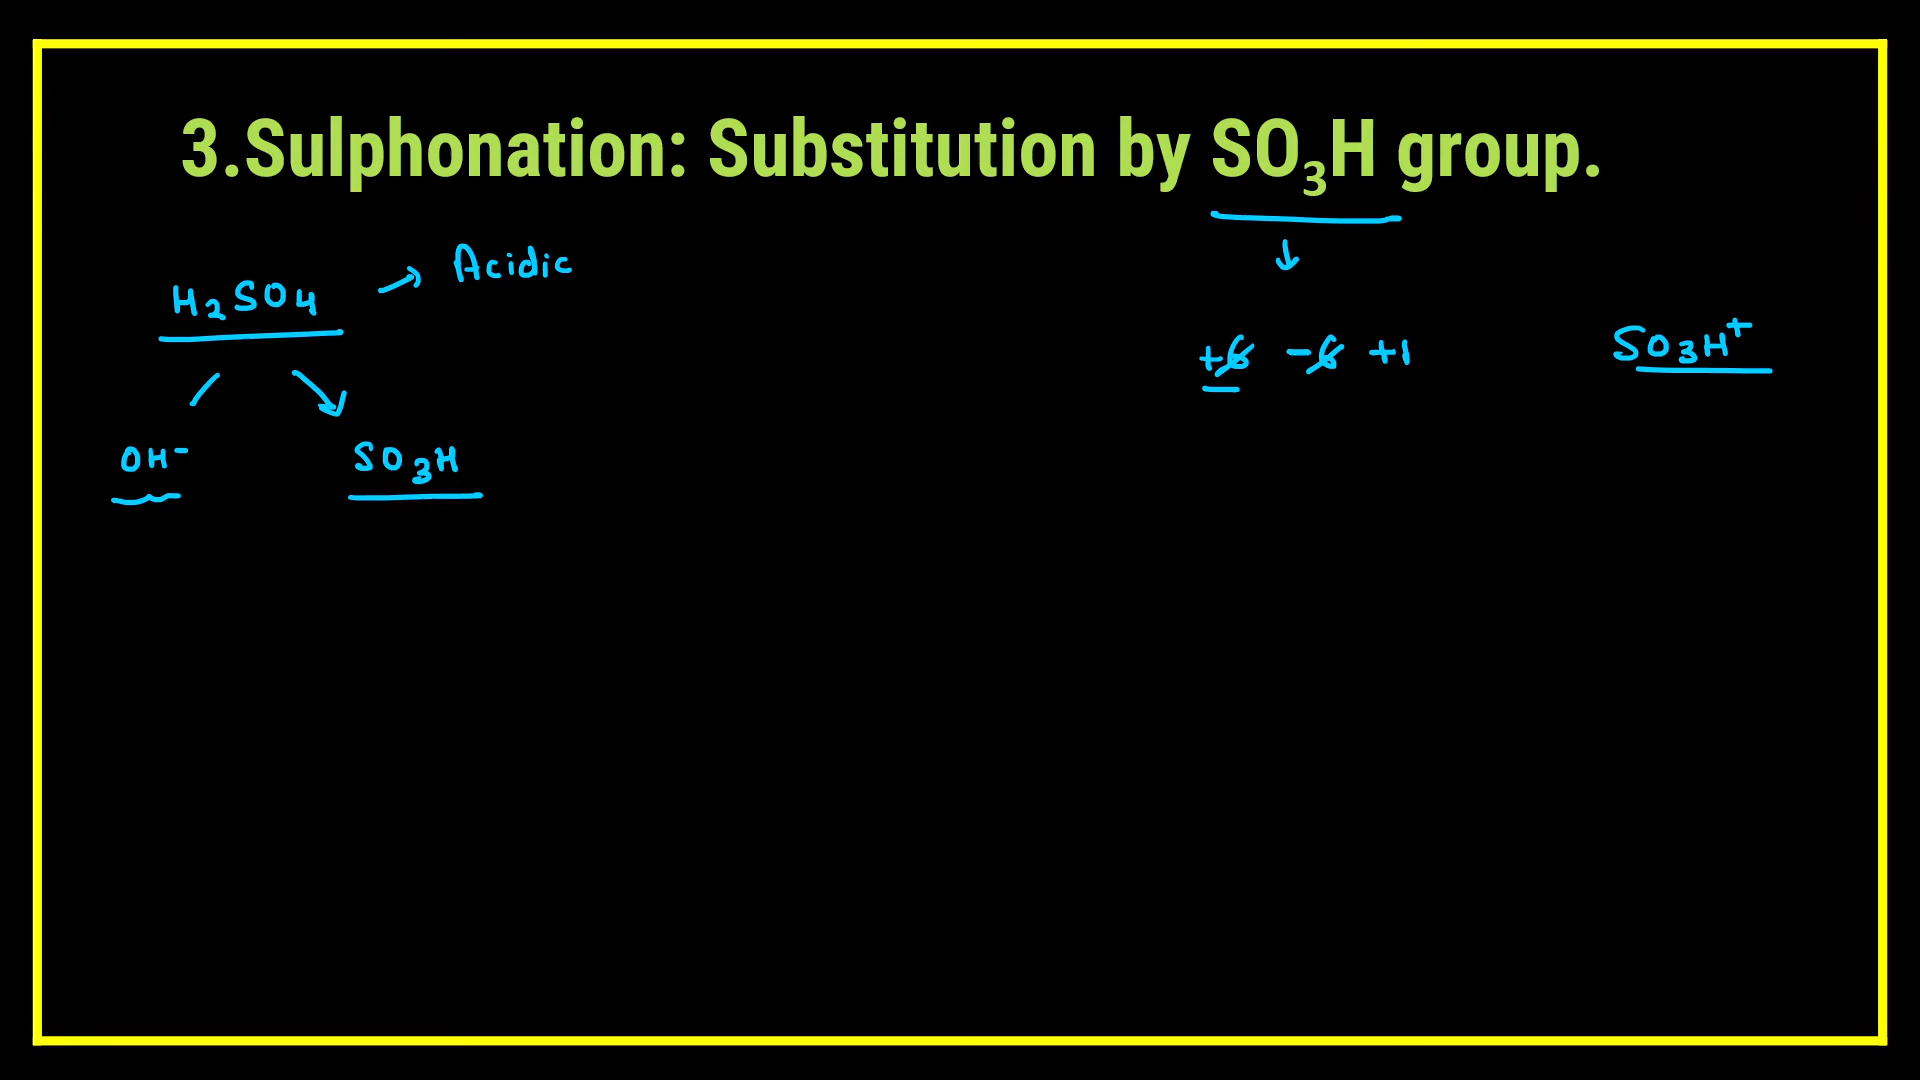 3.Sulphonation: Substitution by SO₃H group.
H₂SO₄ → Acidic
↓
+6 -6 +1
SO₃H⁺
OH⁻ SO₃H